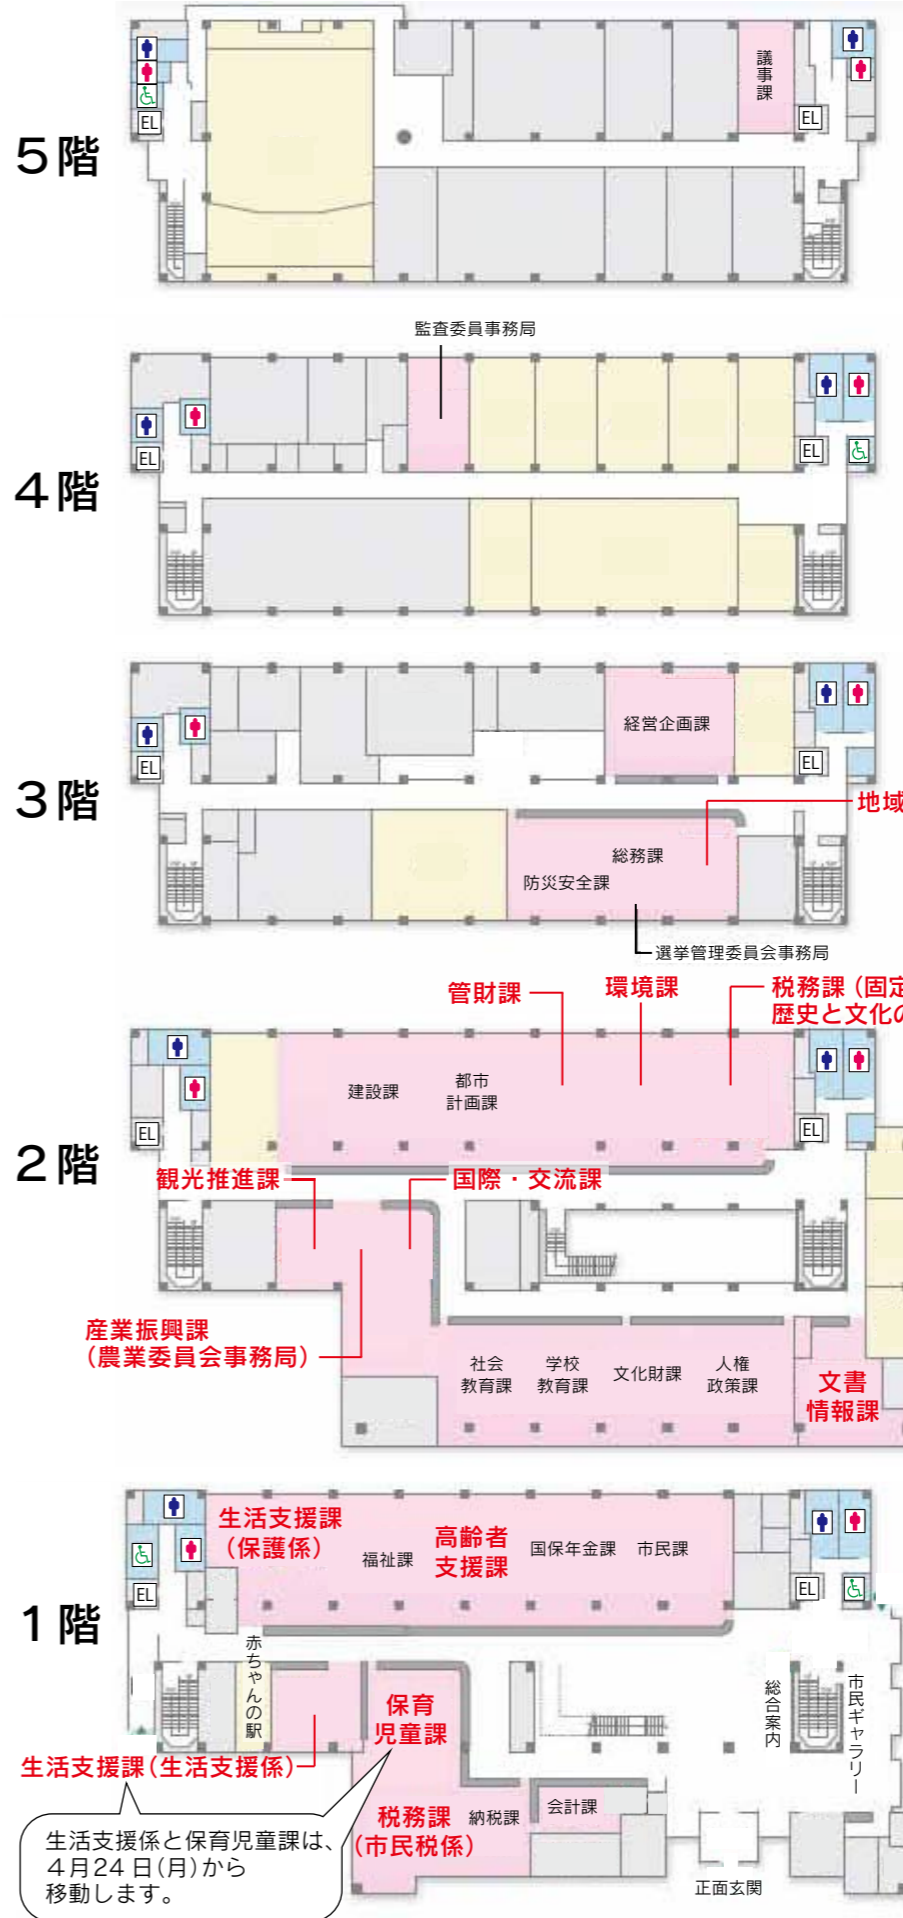 5階
議事課
EL
EL
監査委員事務局
4階
EL
EL
3階
経営企画課
EL
EL
地域
総務課
防災安全課
選挙管理委員会事務局
2階
管財課
環境課
税務課(固定
歴史と文化の
建設課
都市
計画課
EL
EL
観光推進課
国際・交流課
産業振興課
(農業委員会事務局)
社会
教育課
学校
教育課
文化財課
人権
政策課
文書
情報課
1階
生活支援課
(保護係)
福祉課
高齢者
支援課
国保年金課
市民課
EL
EL
赤ちゃんの駅
保育
児童課
総合案内
市民ギャラリー
生活支援課(生活支援係)
税務課
(市民税係)
納税課
会計課
生活支援係と保育児童課は、
4月24日(月)から
移動します。
正面玄関